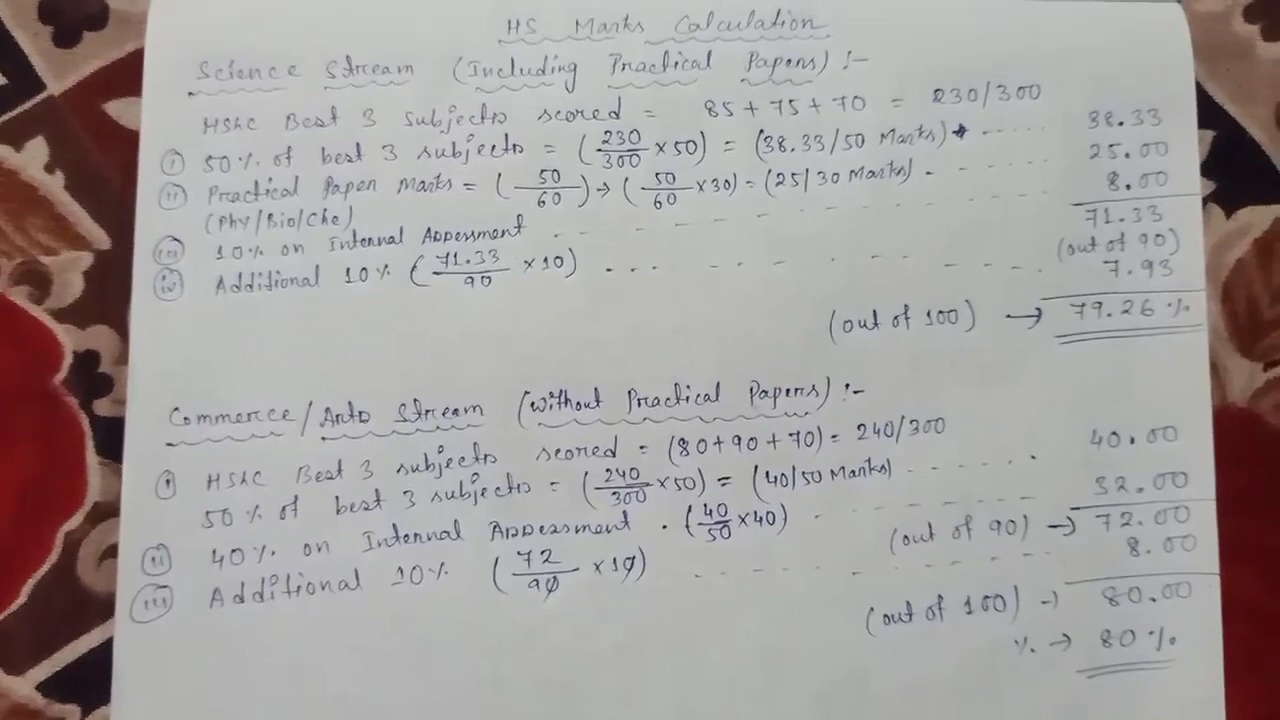 HS Marks Calculation
Science Stream (Including Practical Papers) :-
HSLC Best 3 subjects scored = 85 + 75 + 70 = 230/300
(i) 50% of best 3 subjects = (230/300 × 50) = (38.33/50 Marks) ..... 38.33
(ii) Practical Paper Marks = (50/60) → (50/60 × 30) = (25/30 Marks) - - - - 25.00
(Phy/Bio/Che)
(iii) 10% on Internal Assessment . . - - - - - - 8.00
71.33
(out of 90)
(iv) Additional 10% (71.33/90 × 10) . . . - - - - - 7.93
(out of 100) → 79.26 %
Commerce/Arts Stream (Without Practical Papers) :-
(i) HSLC Best 3 subjects scored = (80+90+70) = 240/300
50% of best 3 subjects = (240/300 × 50) = (40/50 Marks) - - - - - . 40.00
(ii) 40% on Internal Assessment . (40/50 × 40) . - - - - - - 32.00
(out of 90) → 72.00
(iii) Additional 10% (72/90 × 10) . . - - - - - - 8.00
(out of 100) → 80.00
% → 80 %